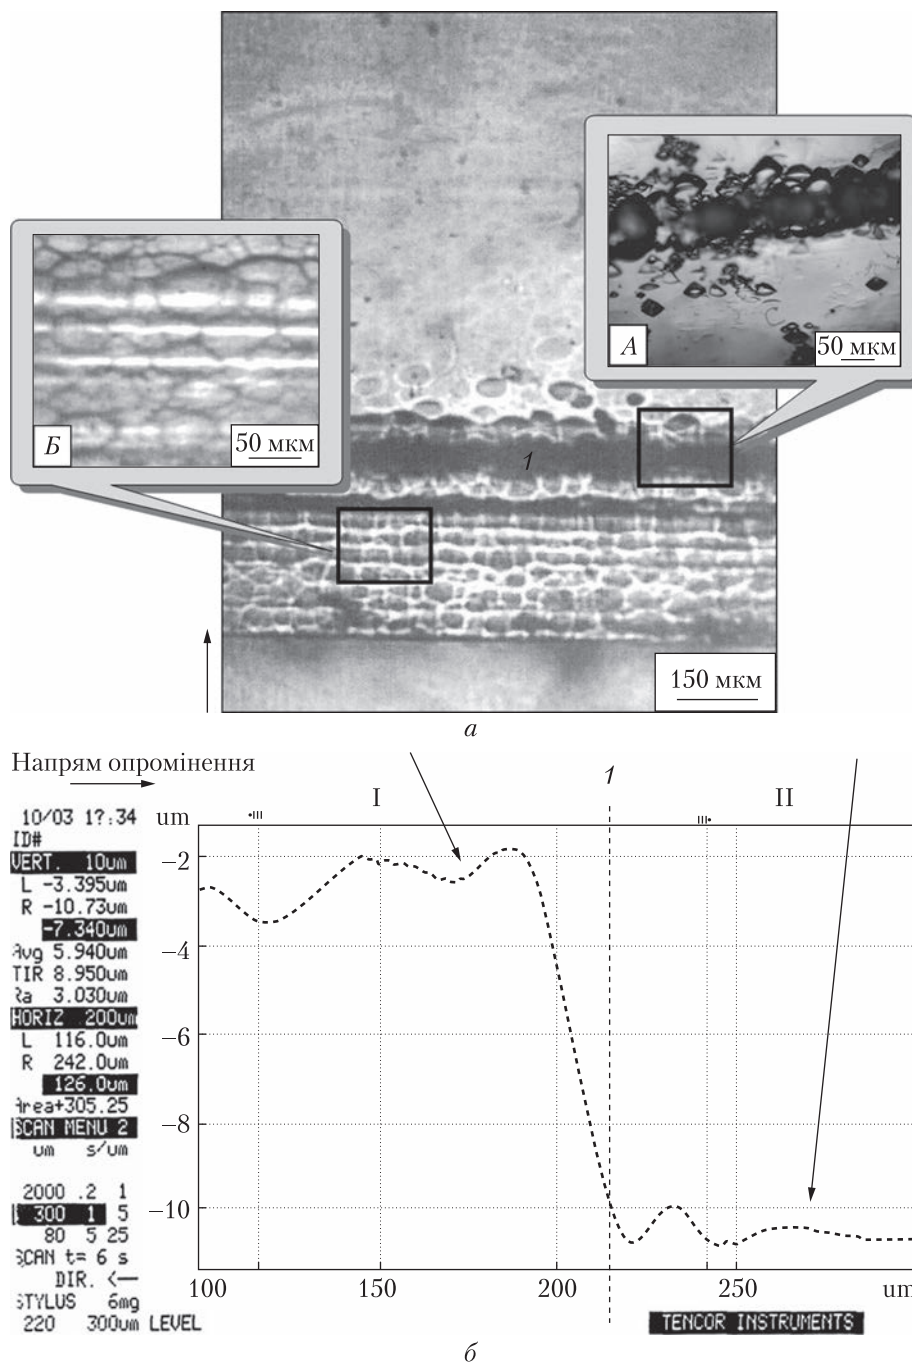 А
50 мкм
Б
50 мкм
1
150 мкм
а
Напрям опромінення
1
I
II
10/03 1?:34
um
ID#
VERT. 10um
-2
L -3.395um
R -10.73um
-7.340um
-4
Avg 5.940um
TIR 8.950um
Ra 3.030um
-6
HORIZ 200um
L 116.0um
R 242.0um
126.0um
Area+305.25
-8
SCAN MENU 2
um s/um
2000 .2 1
-10
300 1 5
80 5 25
SCAN t= 6 s
DIR. <—
100 150 200 250 um
STYLUS 6mg
220 300um LEVEL
TENCOR INSTRUMENTS
б